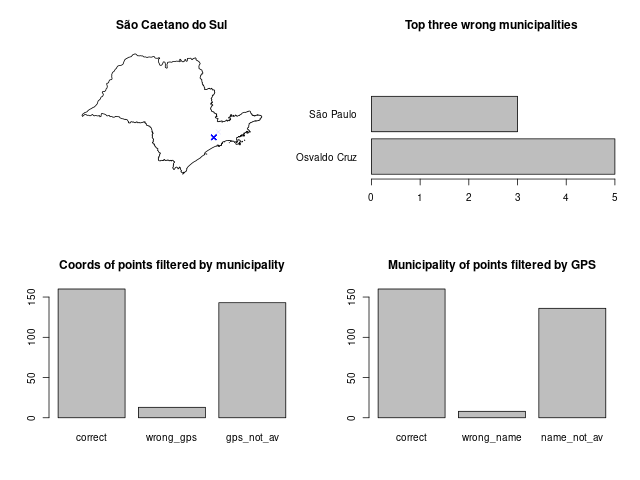 São Caetano do Sul
Top three wrong municipalities
São Paulo
Osvaldo Cruz
0 1 2 3 4 5
Coords of points filtered by municipality
150
100
50
0
correct wrong_gps gps_not_av
Municipality of points filtered by GPS
150
100
50
0
correct wrong_name name_not_av